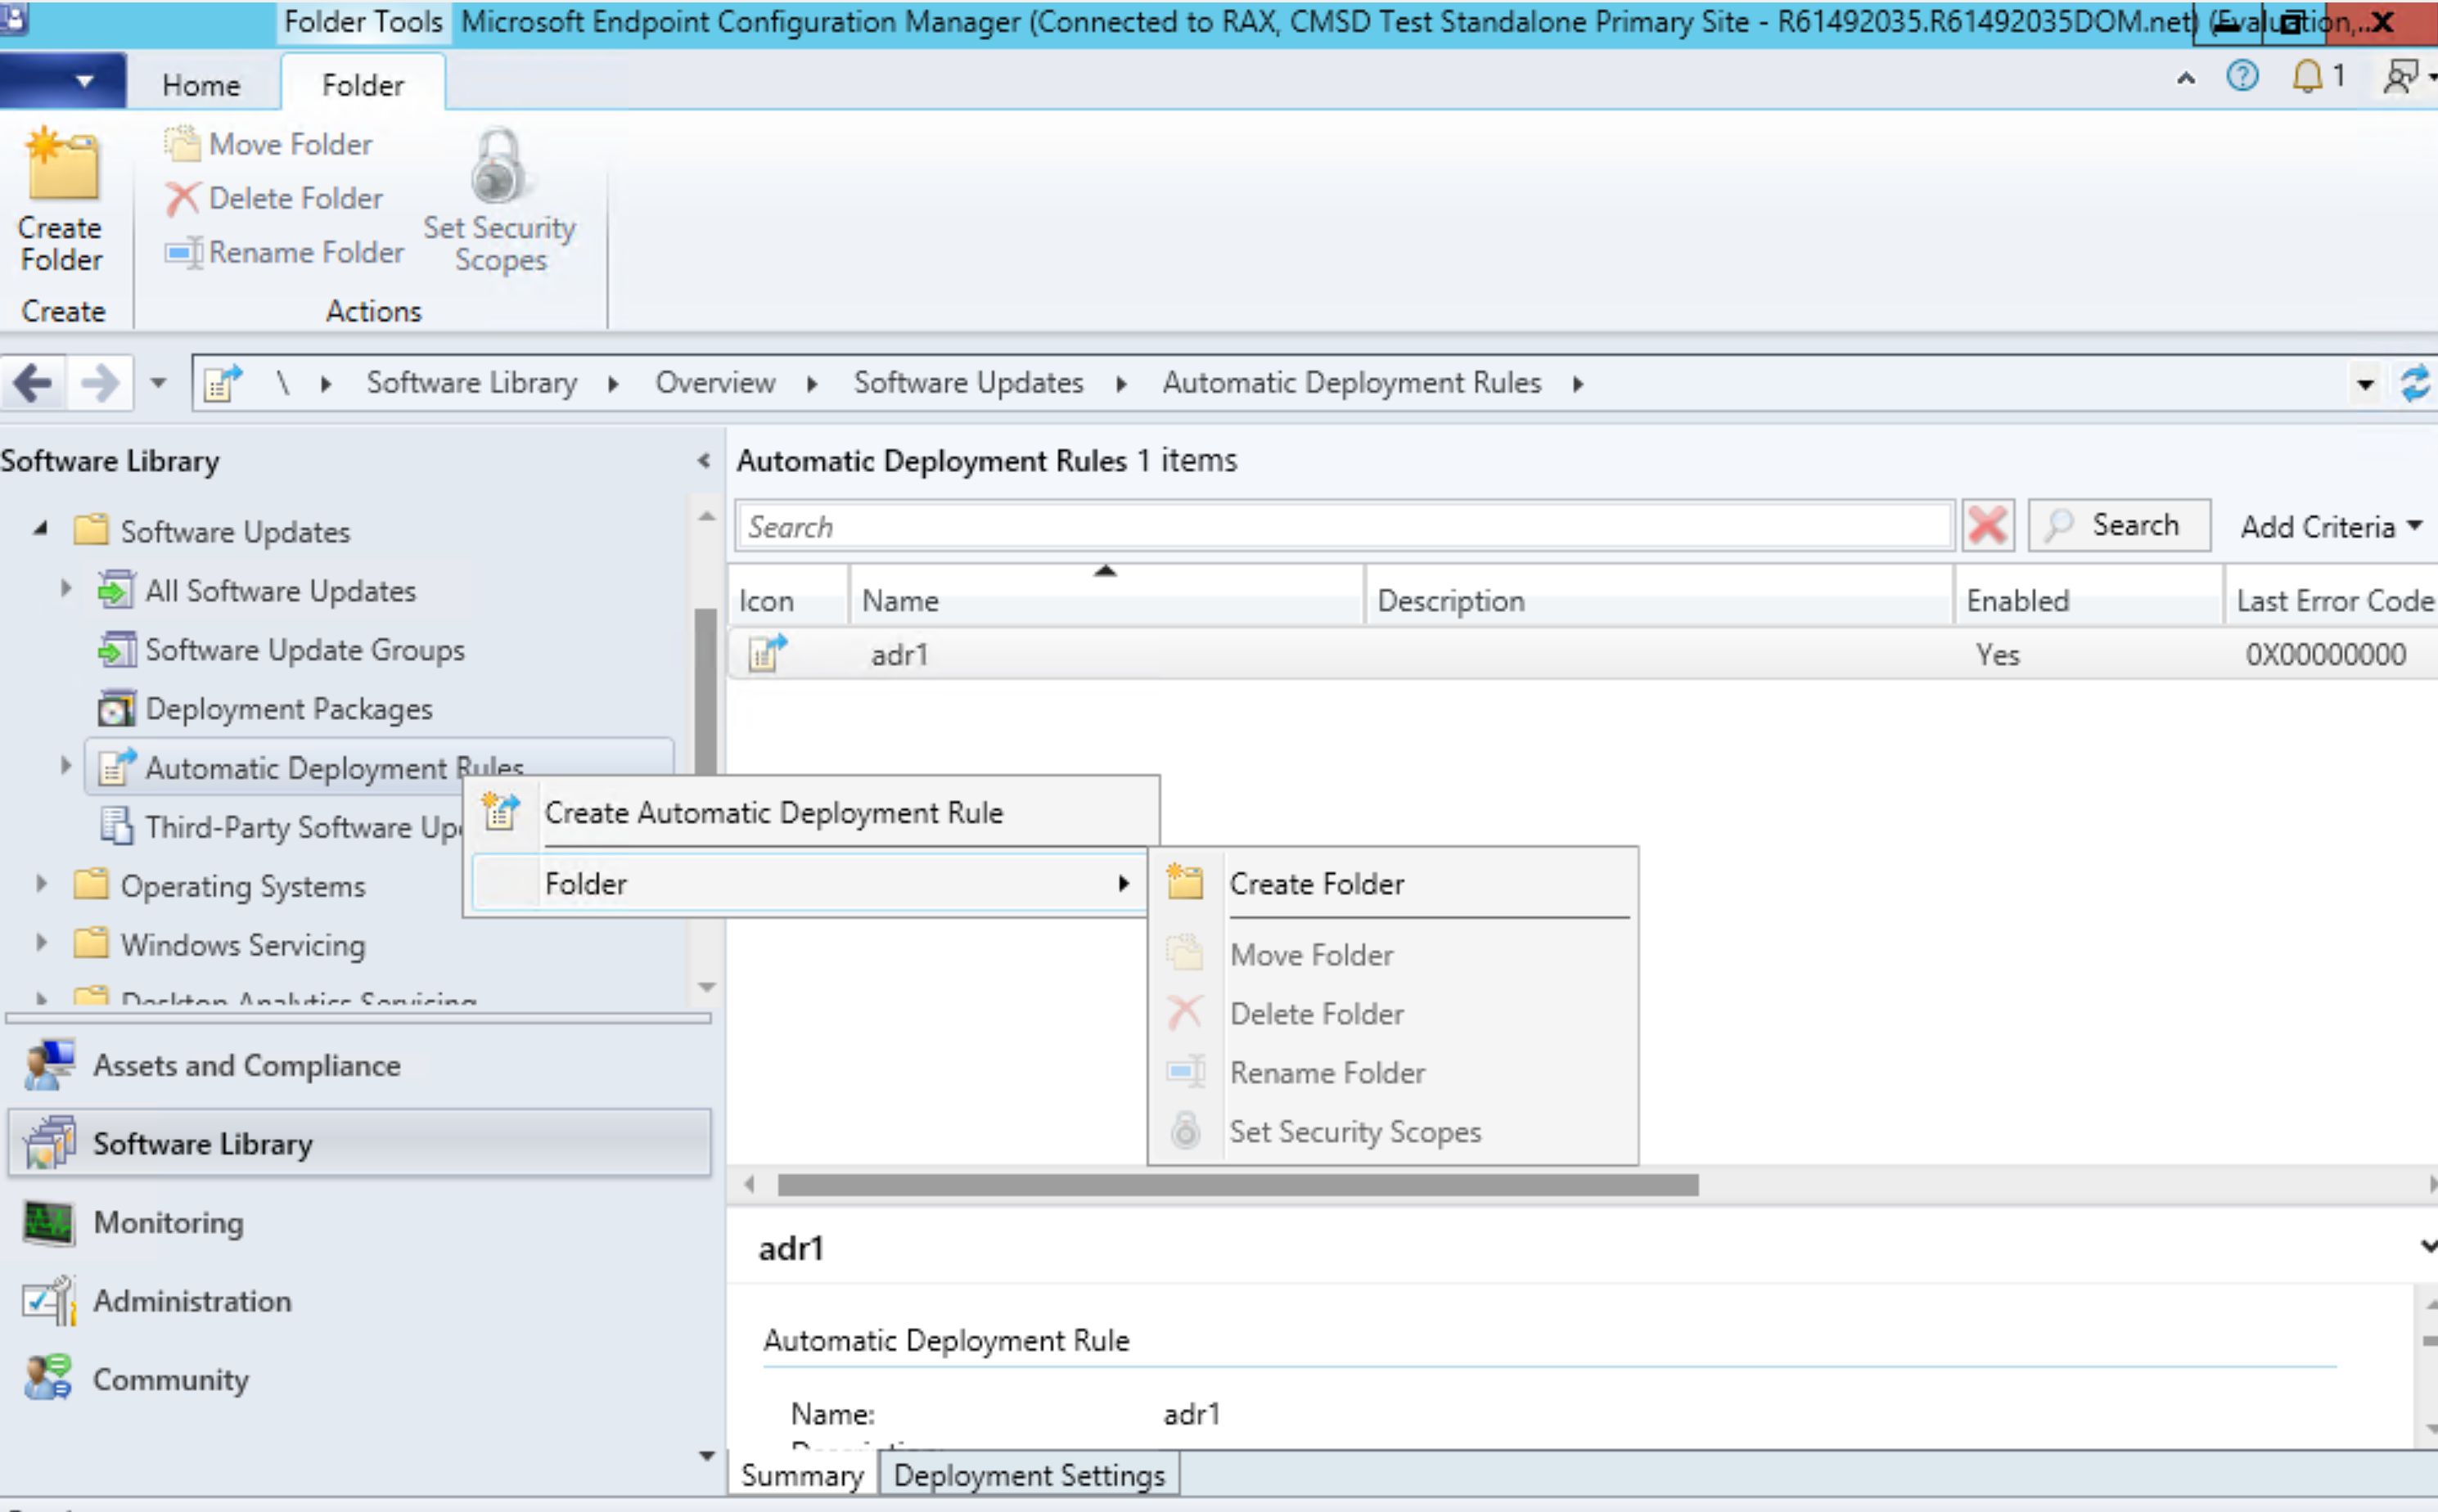 Folder Tools Microsoft Endpoint Configuration Manager (Connected to RAX, CMSD Test Standalone Primary Site - R61492035.R61492035DOM.net) (Evaluation,...
Home Folder 1
Create Folder
Move Folder
Delete Folder
Rename Folder
Set Security Scopes
Create Actions
\ Software Library Overview Software Updates Automatic Deployment Rules
Software Library
Software Updates
All Software Updates
Software Update Groups
Deployment Packages
Automatic Deployment Rules
Third-Party Software
Operating Systems
Windows Servicing
Desktop Analytics Servicing
Assets and Compliance
Software Library
Monitoring
Administration
Community
Automatic Deployment Rules 1 items
Search Search Add Criteria
Icon Name Description Enabled Last Error Code
adr1 Yes 0X00000000
Create Automatic Deployment Rule
Folder
Create Folder
Move Folder
Delete Folder
Rename Folder
Set Security Scopes
adr1
Automatic Deployment Rule
Name: adr1
Summary Deployment Settings